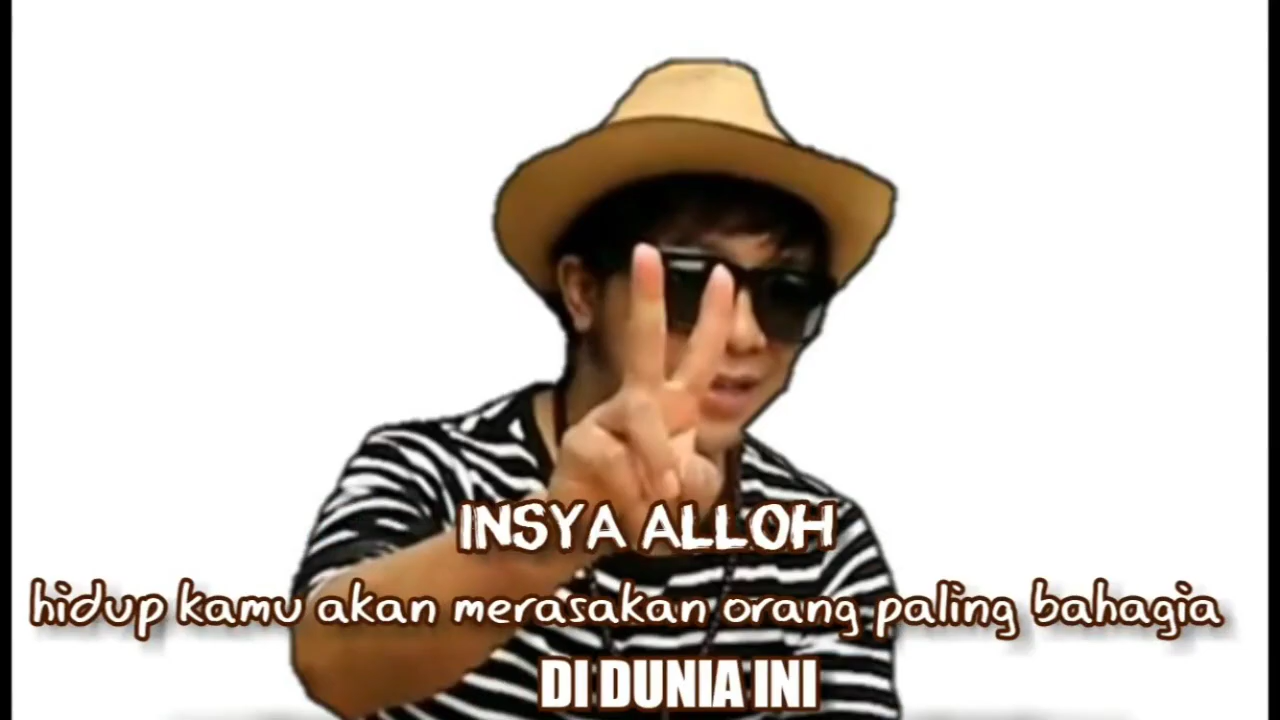 INSYA ALLOH
hidup kamu akan merasakan orang paling bahagia
DI DUNIA INI